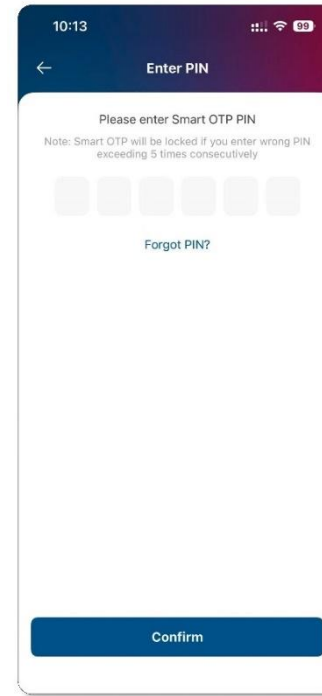 10:13
99
Enter PIN
Please enter Smart OTP PIN
Note: Smart OTP will be locked if you enter wrong PIN
exceeding 5 times consecutively
Forgot PIN?
Confirm